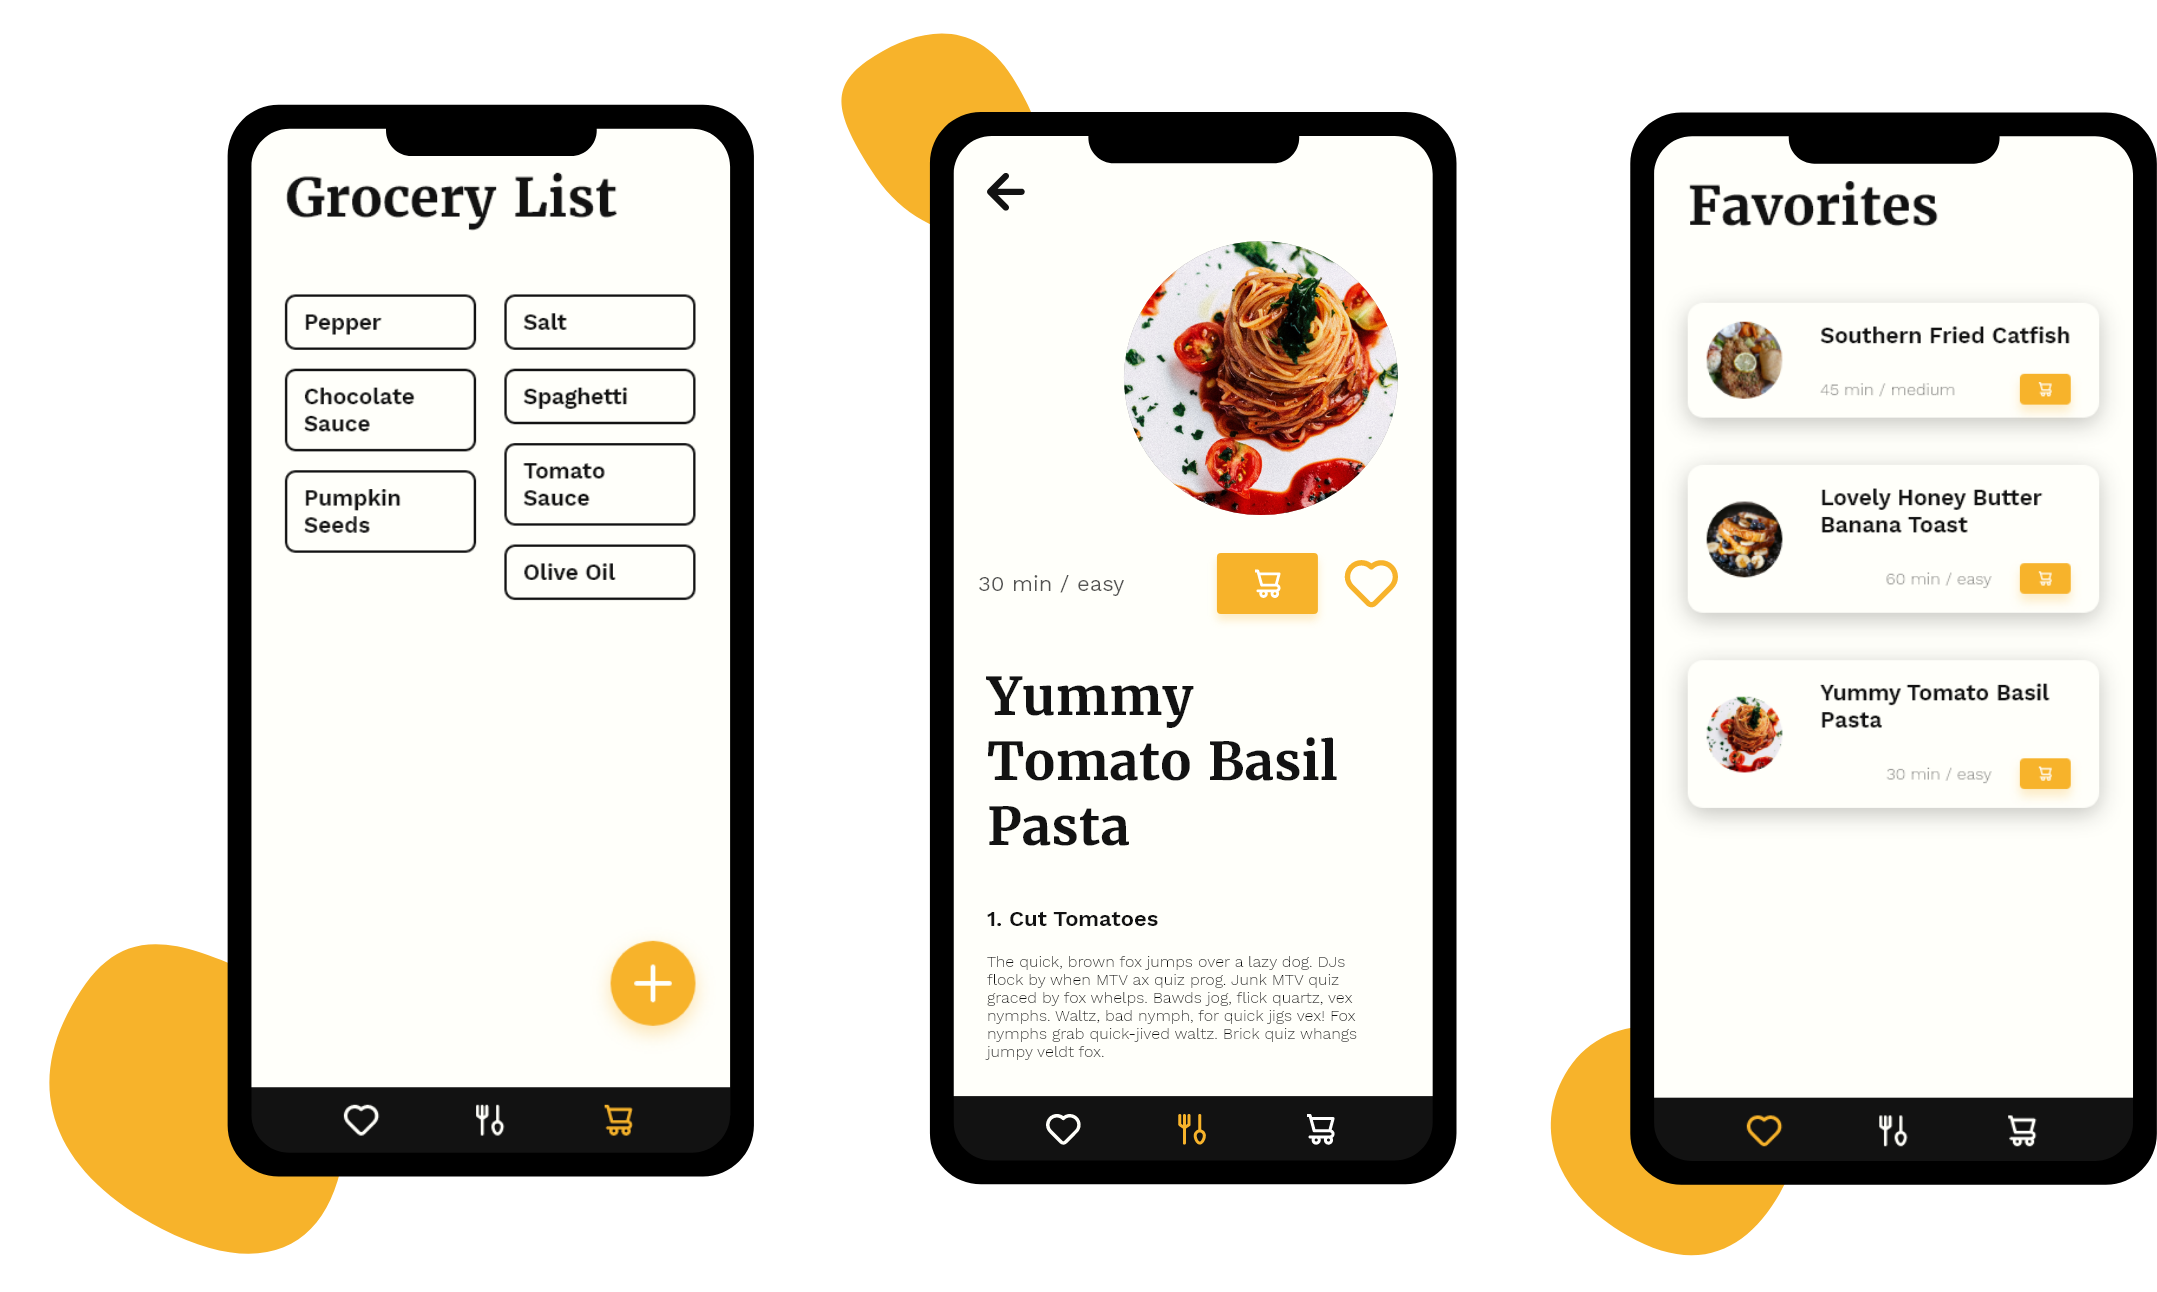 Grocery List
Pepper
Salt
Chocolate
Sauce
Spaghetti
Pumpkin
Seeds
Tomato
Sauce
Olive Oil
30 min / easy
Yummy
Tomato Basil
Pasta
1. Cut Tomatoes
The quick, brown fox jumps over a lazy dog. DJs
flock by when MTV ax quiz prog. Junk MTV quiz
graced by fox whelps. Bawds jog, flick quartz, vex
nymphs. Waltz, bad nymph, for quick jigs vex! Fox
nymphs grab quick-jived waltz. Brick quiz whangs
jumpy veldt fox.
Favorites
Southern Fried Catfish
45 min / medium
Lovely Honey Butter
Banana Toast
60 min / easy
Yummy Tomato Basil
Pasta
30 min / easy